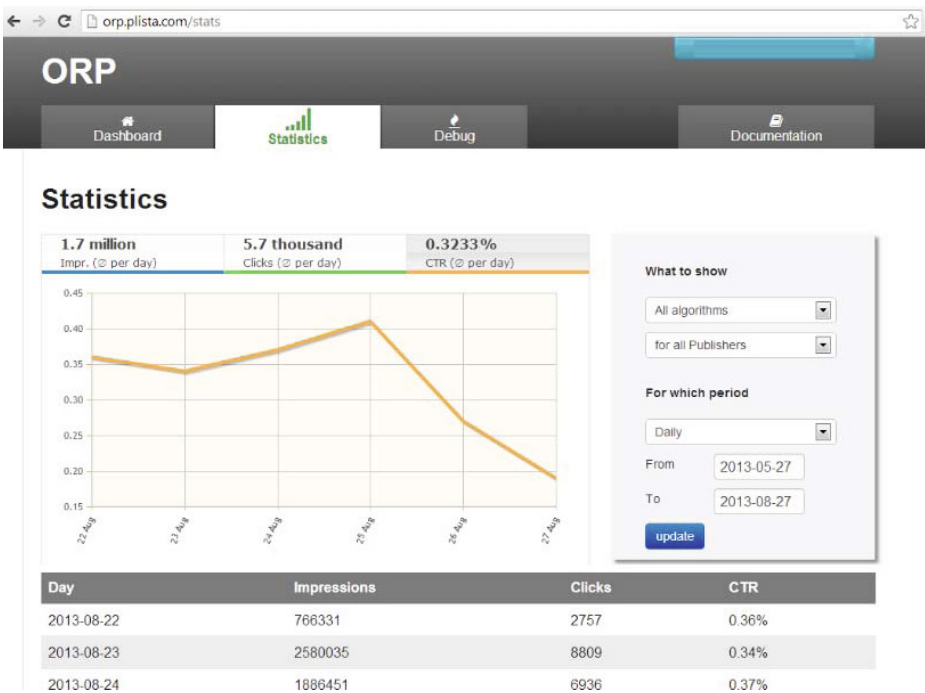 orp.plista.com/stats
ORP
Dashboard
Statistics
Debug
Documentation
Statistics
1.7 million 5.7 thousand 0.3233%
Impr. (∅ per day) Clicks (∅ per day) CTR (∅ per day)
0.45
0.40
0.35
0.30
0.25
0.20
0.15
22 Aug 23 Aug 24 Aug 25 Aug 26 Aug 27 Aug
What to show
All algorithms
for all Publishers
For which period
Daily
From 2013-05-27
To 2013-08-27
update
Day Impressions Clicks CTR
2013-08-22 766331 2757 0.36%
2013-08-23 2580035 8809 0.34%
2013-08-24 1886451 6936 0.37%